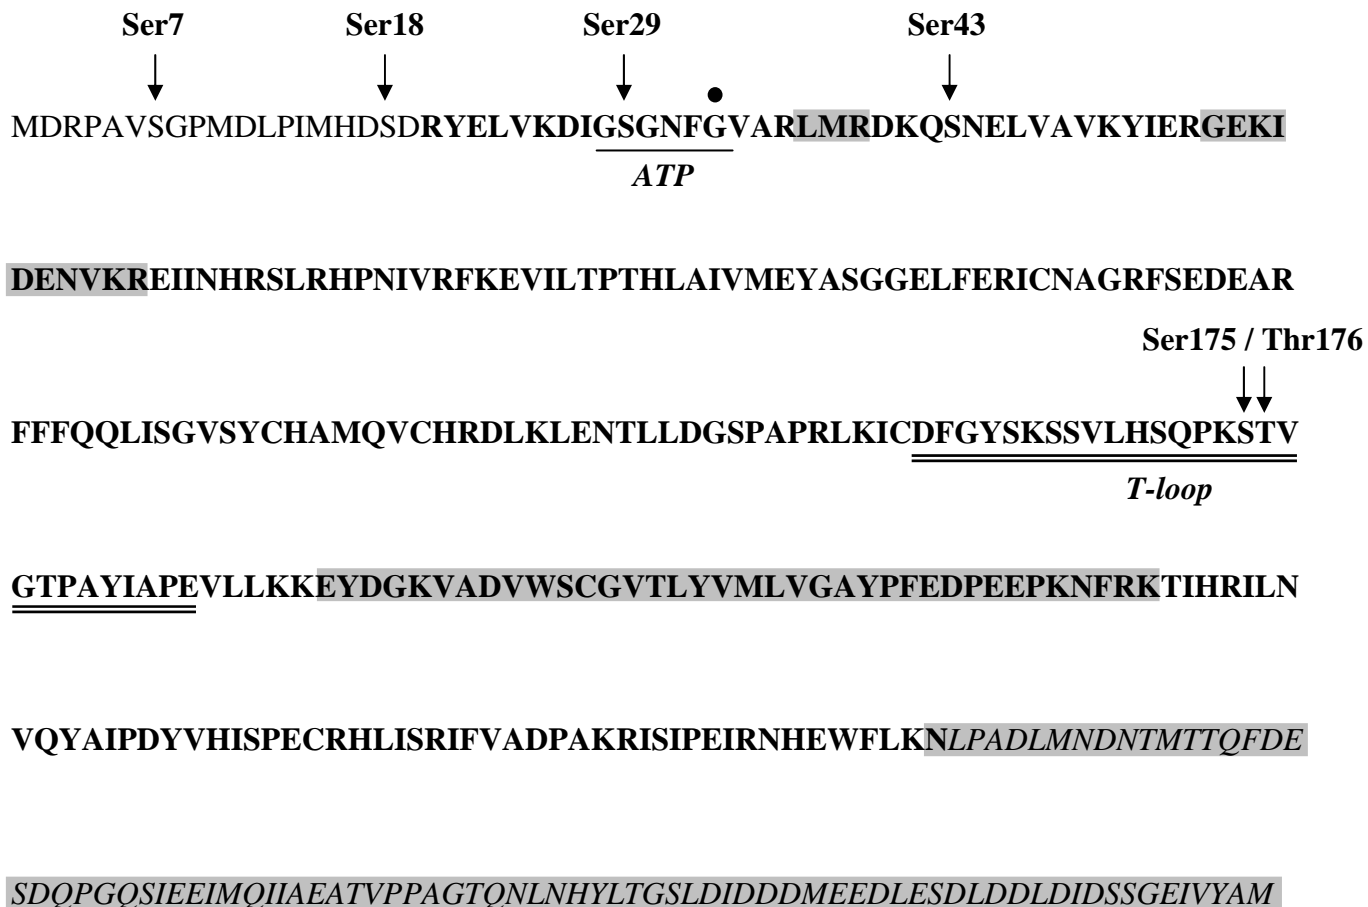 Ser7 Ser18 Ser29 Ser43
MDRPAVSGPMDLPIMHDSDRYELVKDIGSGNFGVARLMRDKQSNELVAVKYIERGEKI
ATP
DENVKREIINHRSLRHPNIVRFKEVILTPTHLAIVMEYASGGELFERICNAGRFSEDEAR
Ser175 / Thr176
FFFQQLISGVSYCHAMQVCHRDLKLENTLLDGSPAPRLKICDFGYSKSSVLHSQPKSTV
T-loop
GTPAYIAPEVLLKKEYDGKVADVWSCGVTLYVMLVGAYPFEDPEEPKNFRKTIHRILN
VQYAIPDYVHISPECRHLISRIFVADPAKRISIPEIRNHEWFLKNLPADLMNDNTMTTQFDE
SDQPGQSIEEIMQIIAEATVPPAGTQNLNHYLTGSLDIDDDMEEDLESDLDDLDIDSSGEIVYAM